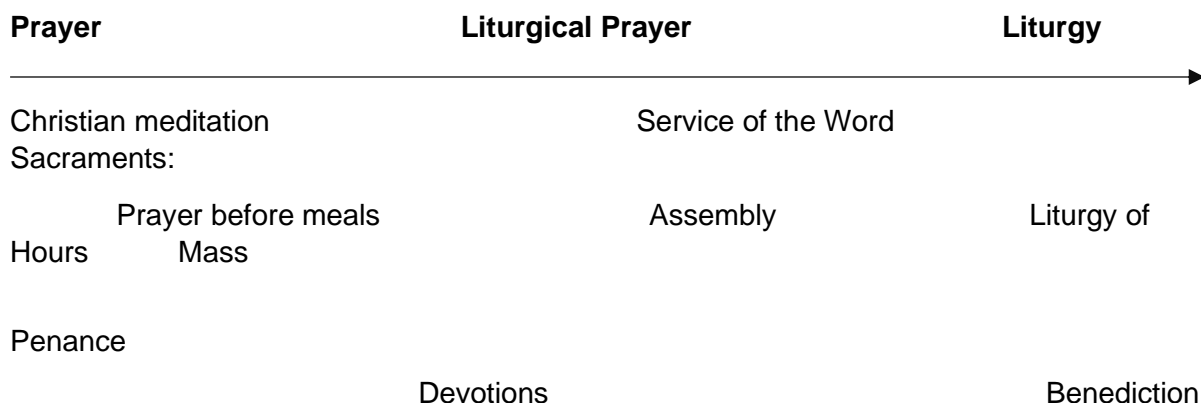 Prayer Liturgical Prayer Liturgy
Christian meditation Service of the Word
Sacraments:
Prayer before meals Assembly Liturgy of
Hours Mass
Penance
Devotions Benediction